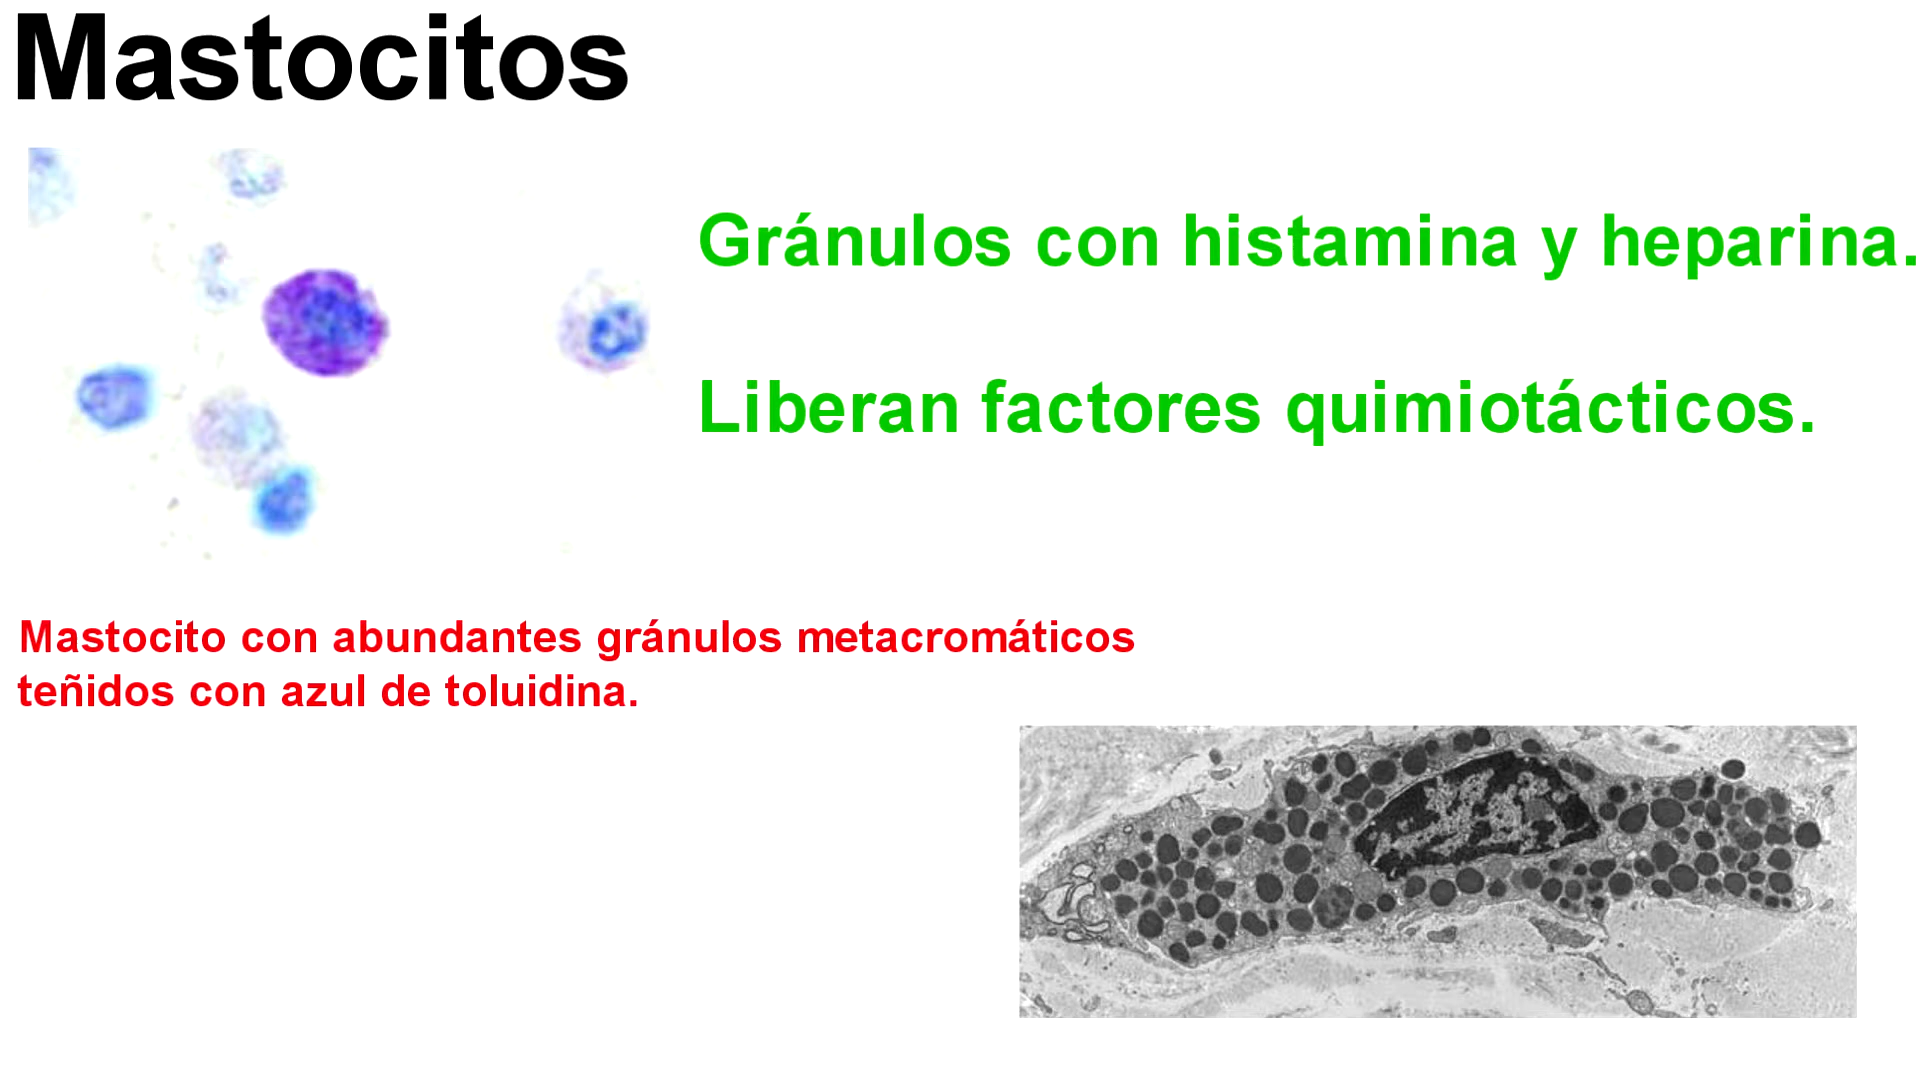 Mastocitos
Gránulos con histamina y heparina.
Liberan factores quimiotácticos.
Mastocito con abundantes gránulos metacromáticos
teñidos con azul de toluidina.